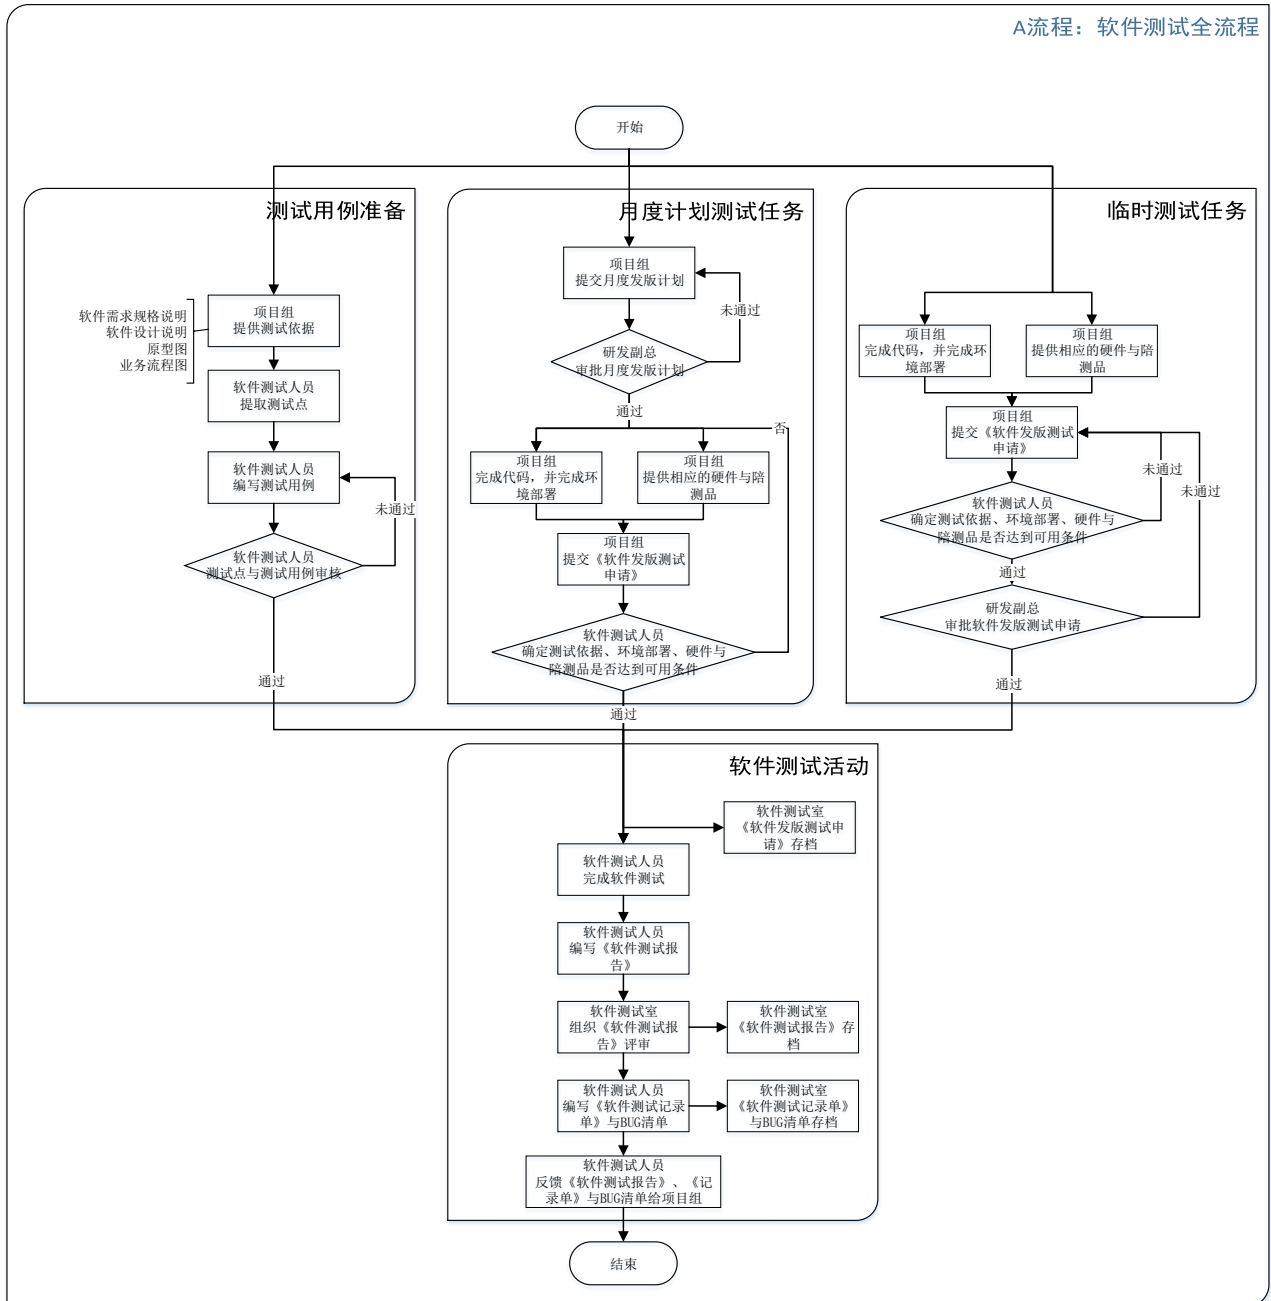 A流程：软件测试全流程
开始
测试用例准备
软件需求规格说明
软件设计说明
原型图
业务流程图
项目组
提供测试依据
软件测试人员
提取测试点
软件测试人员
编写测试用例
未通过
软件测试人员
测试点与测试用例审核
通过
月度计划测试任务
项目组
提交月度发版计划
未通过
研发副总
审批月度发版计划
通过
否
项目组
完成代码，并完成环
境部署
项目组
提供相应的硬件与陪
测品
项目组
提交《软件发版测试
申请》
软件测试人员
确定测试依据、环境部署、硬件与
陪测品是否达到可用条件
通过
临时测试任务
项目组
完成代码，并完成环
境部署
项目组
提供相应的硬件与陪
测品
项目组
提交《软件发版测试
申请》
未通过
未通过
软件测试人员
确定测试依据、环境部署、硬件与
陪测品是否达到可用条件
通过
研发副总
审批软件发版测试申请
通过
软件测试活动
软件测试室
《软件发版测试申
请》存档
软件测试人员
完成软件测试
软件测试人员
编写《软件测试报
告》
软件测试室
组织《软件测试报
告》评审
软件测试室
《软件测试报告》存
档
软件测试人员
编写《软件测试记录
单》与BUG清单
软件测试室
《软件测试记录单》
与BUG清单存档
软件测试人员
反馈《软件测试报告》、《记
录单》与BUG清单给项目组
结束